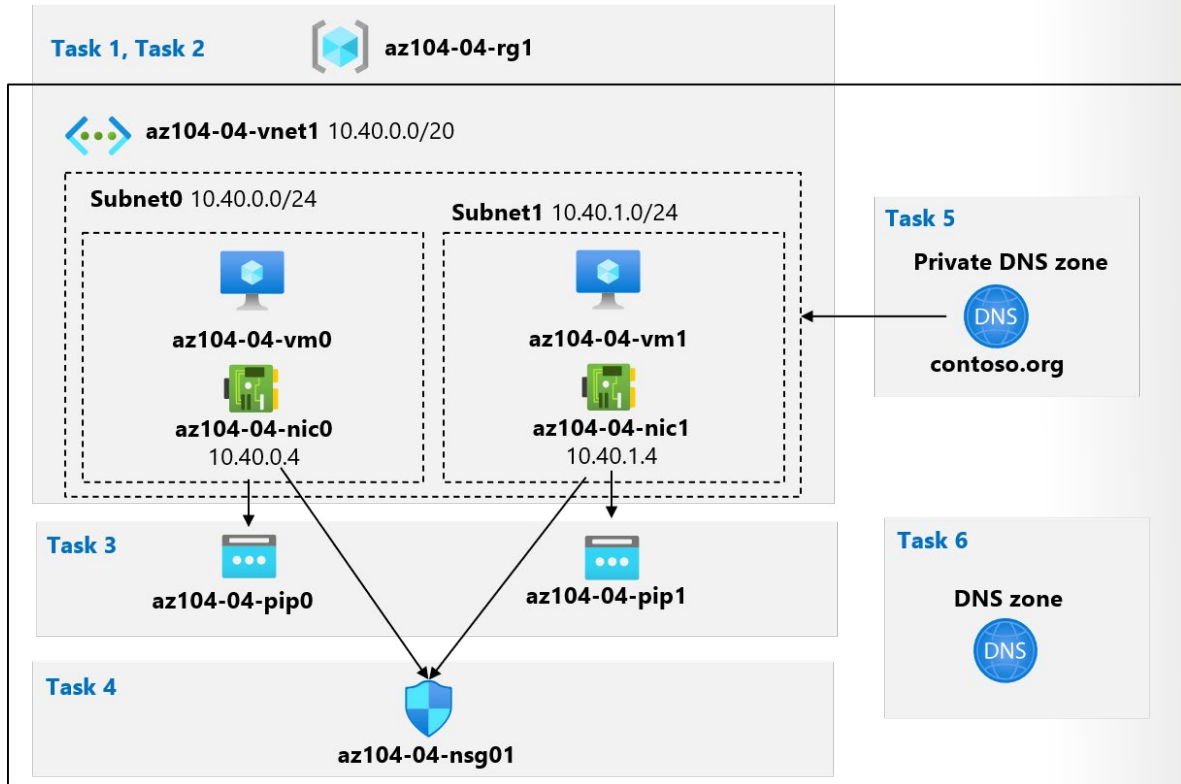 Task 1, Task 2
az104-04-rg1
az104-04-vnet1 10.40.0.0/20
Subnet0 10.40.0.0/24
Subnet1 10.40.1.0/24
az104-04-vm0
az104-04-vm1
az104-04-nic0
az104-04-nic1
10.40.0.4
10.40.1.4
Task 5
Private DNS zone
DNS
contoso.org
Task 3
az104-04-pip0
az104-04-pip1
Task 6
DNS zone
DNS
Task 4
az104-04-nsg01